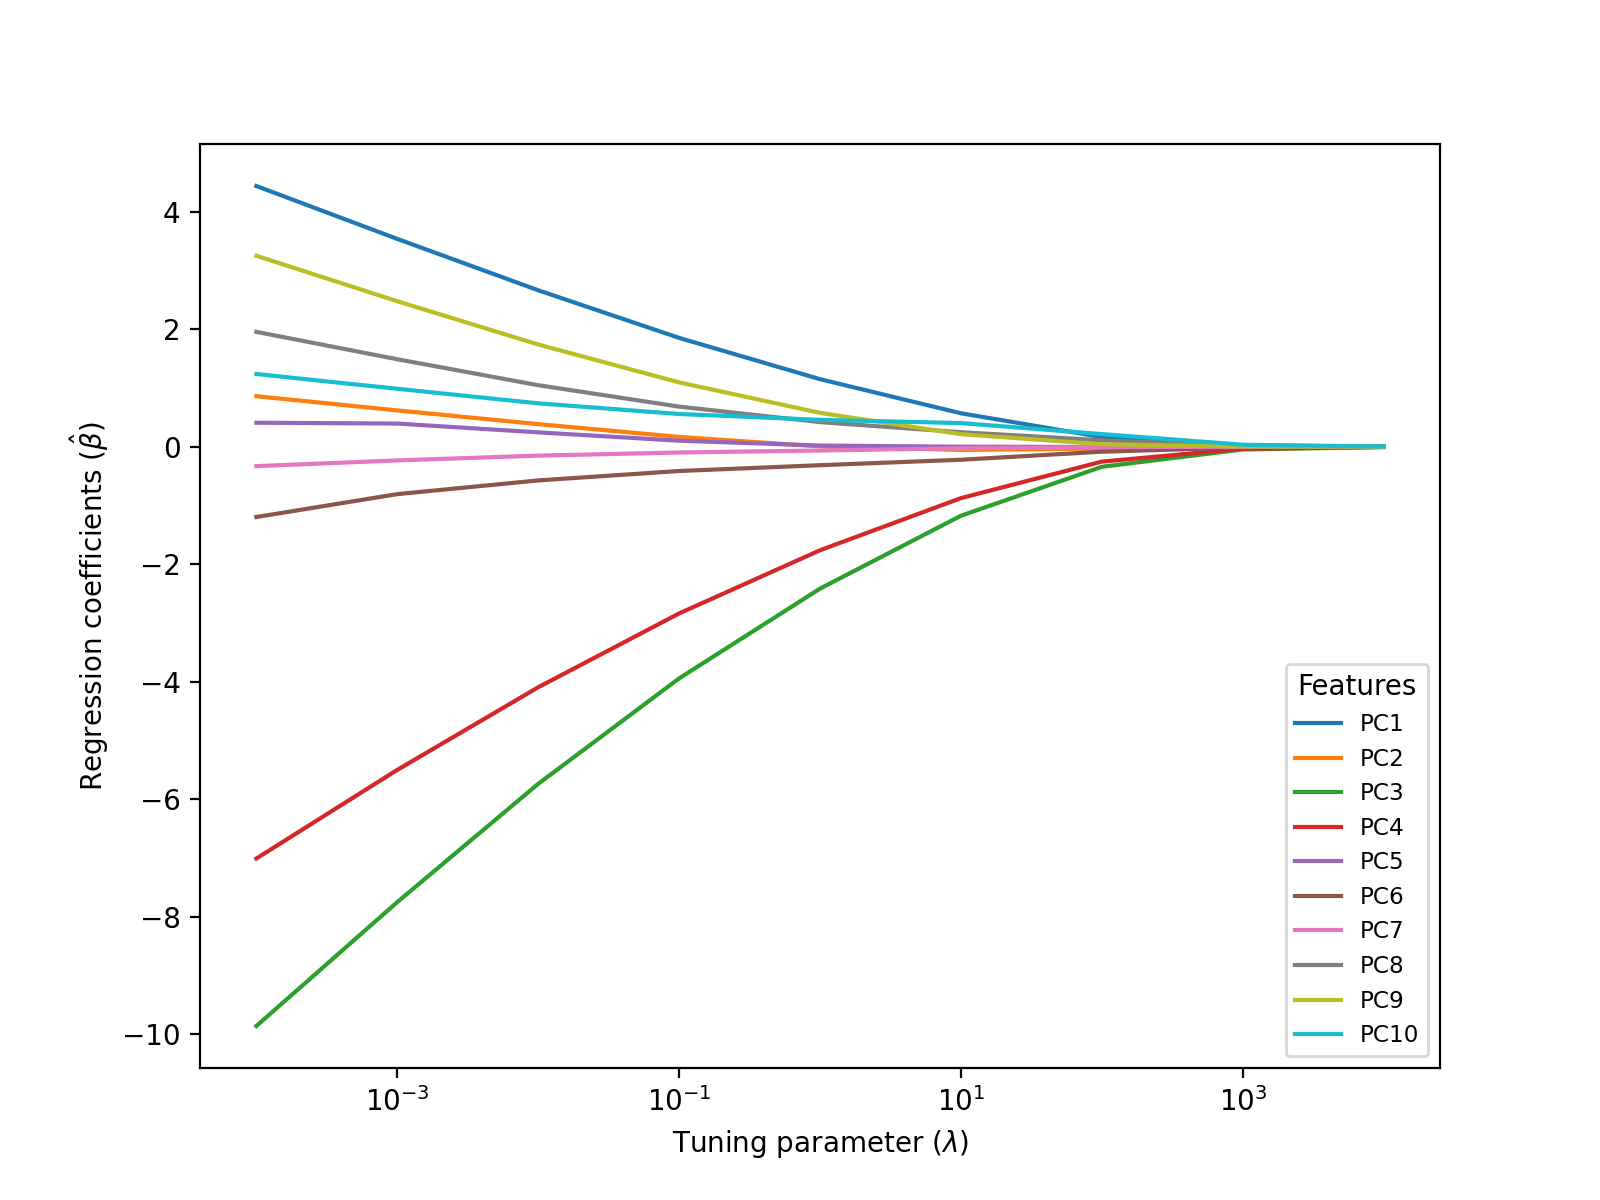 4
2
0
−2
−4
−6
−8
−10
Regression coefficients (β̂)
10⁻³ 10⁻¹ 10¹ 10³
Tuning parameter (λ)
Features
PC1
PC2
PC3
PC4
PC5
PC6
PC7
PC8
PC9
PC10